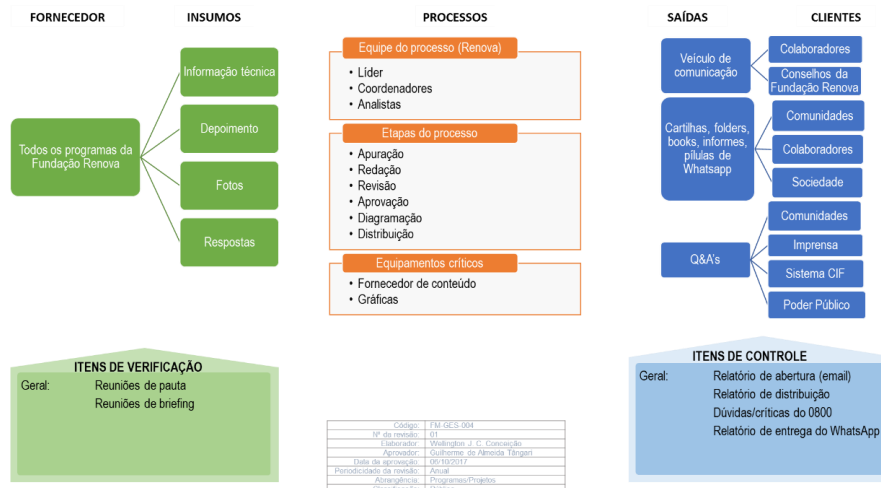 FORNECEDOR
INSUMOS
PROCESSOS
SAÍDAS
CLIENTES
Todos os programas da
Fundação Renova
Informação técnica
Depoimento
Fotos
Respostas
Equipe do processo (Renova)
• Líder
• Coordenadores
• Analistas
Etapas do processo
• Apuração
• Redação
• Revisão
• Aprovação
• Diagramação
• Distribuição
Equipamentos críticos
• Fornecedor de conteúdo
• Gráficas
Veículo de
comunicação
Colaboradores
Conselhos da
Fundação Renova
Cartilhas, folders,
books, informes,
pílulas de
Whatsapp
Comunidades
Colaboradores
Sociedade
Q&A's
Comunidades
Imprensa
Sistema CIF
Poder Público
ITENS DE VERIFICAÇÃO
Geral: Reuniões de pauta
Reuniões de briefing
Código: FM-GES-004
Nº da revisão: 01
Elaborador: Welington J. C. Conceição
Aprovador: Guilherme de Almeida Tângari
Data de aprovação: 06/10/2017
Periodicidade da revisão: Anual
Abrangência: Programas/Projetos
ITENS DE CONTROLE
Geral: Relatório de abertura (email)
Relatório de distribuição
Dúvidas/críticas do 0800
Relatório de entrega do WhatsApp